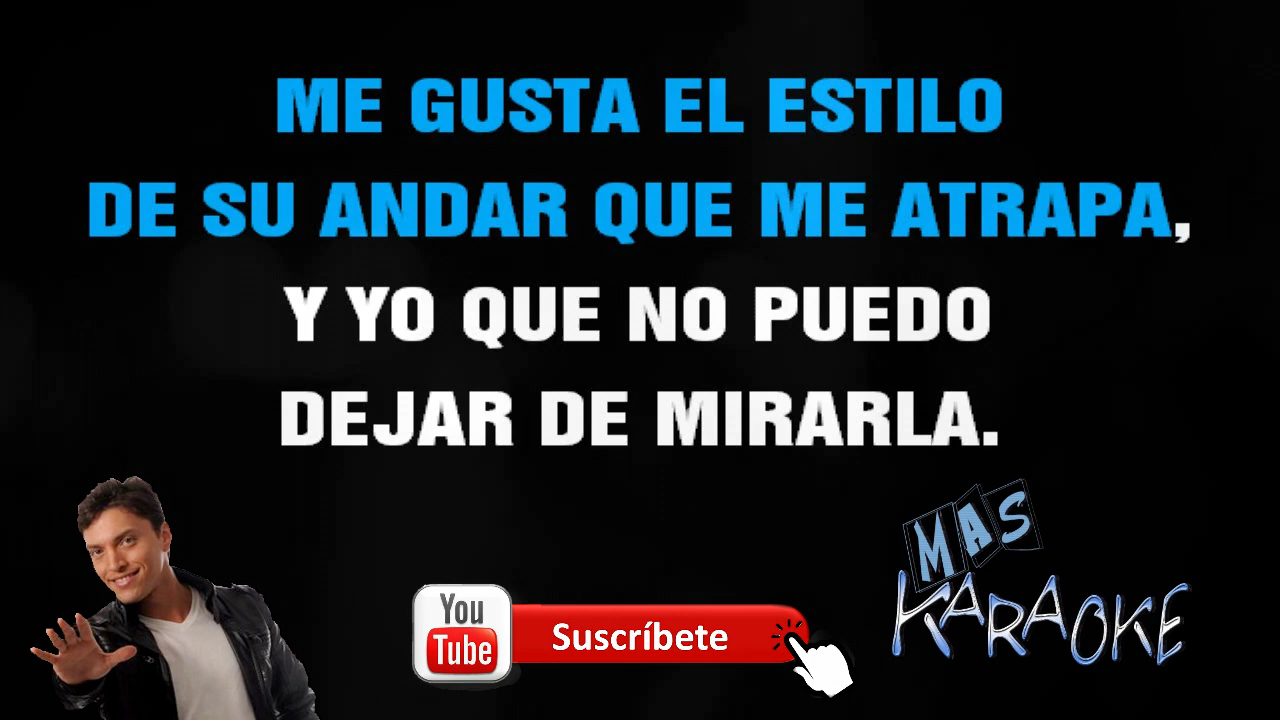 ME GUSTA EL ESTILO
DE SU ANDAR QUE ME ATRAPA,
Y YO QUE NO PUEDO
DEJAR DE MIRARLA.
MAS
KARAOKE
You
Tube
Suscríbete